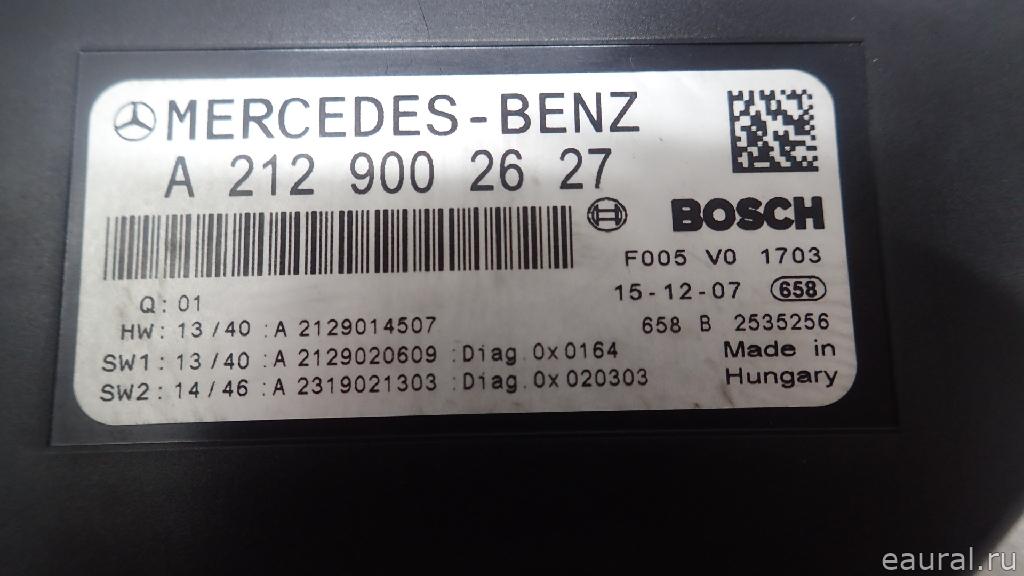 MERCEDES-BENZ
A 212 900 26 27
BOSCH
F005 V0 1703
15-12-07 658
Q: 01
HW: 13/40 :A 2129014507
658 B 2535256
SW1: 13/40 :A 2129020609 :Diag.0x0164
Made in
SW2: 14/46 :A 2319021303 :Diag.0x020303
Hungary
eaural.ru